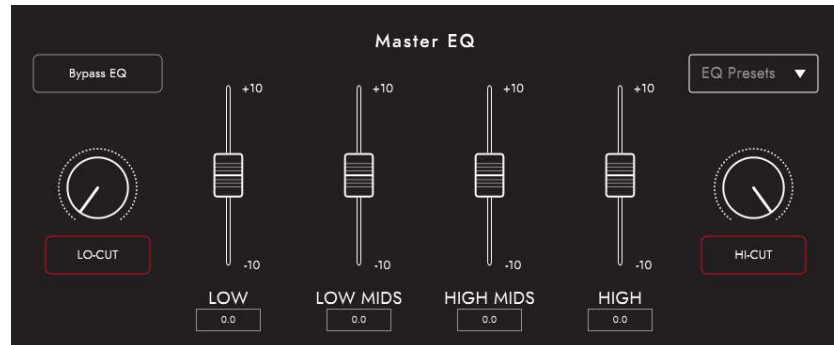 Master EQ
Bypass EQ
EQ Presets
+10
+10
+10
+10
LO-CUT
HI-CUT
-10
-10
-10
-10
LOW
LOW MIDS
HIGH MIDS
HIGH
0.0
0.0
0.0
0.0